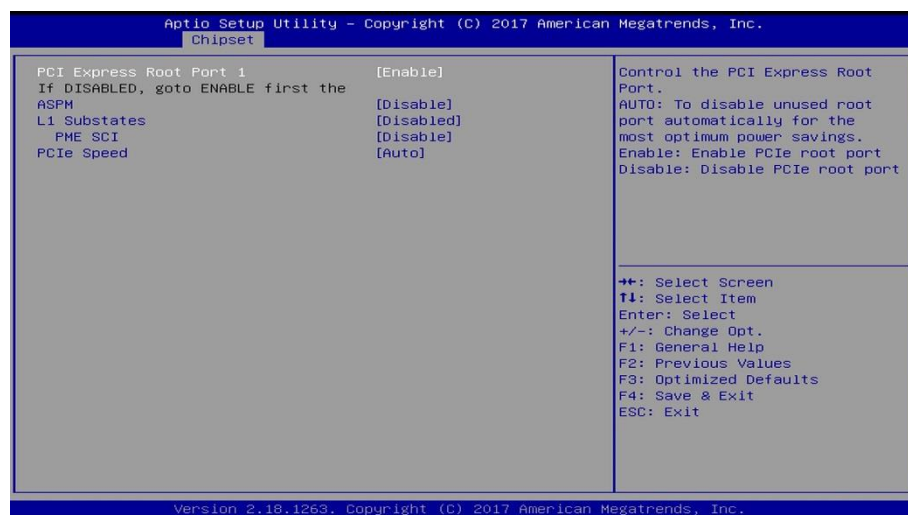 Aptio Setup Utility – Copyright (C) 2017 American Megatrends, Inc.
Chipset
PCI Express Root Port 1 [Enable]
If DISABLED, goto ENABLE first the
ASPM [Disable]
L1 Substates [Disabled]
PME SCI [Disable]
PCIe Speed [Auto]
Control the PCI Express Root
Port.
AUTO: To disable unused root
port automatically for the
most optimum power savings.
Enable: Enable PCIe root port
Disable: Disable PCIe root port
→←: Select Screen
↑↓: Select Item
Enter: Select
+/-: Change Opt.
F1: General Help
F2: Previous Values
F3: Optimized Defaults
F4: Save & Exit
ESC: Exit
Version 2.18.1263. Copyright (C) 2017 American Megatrends, Inc.